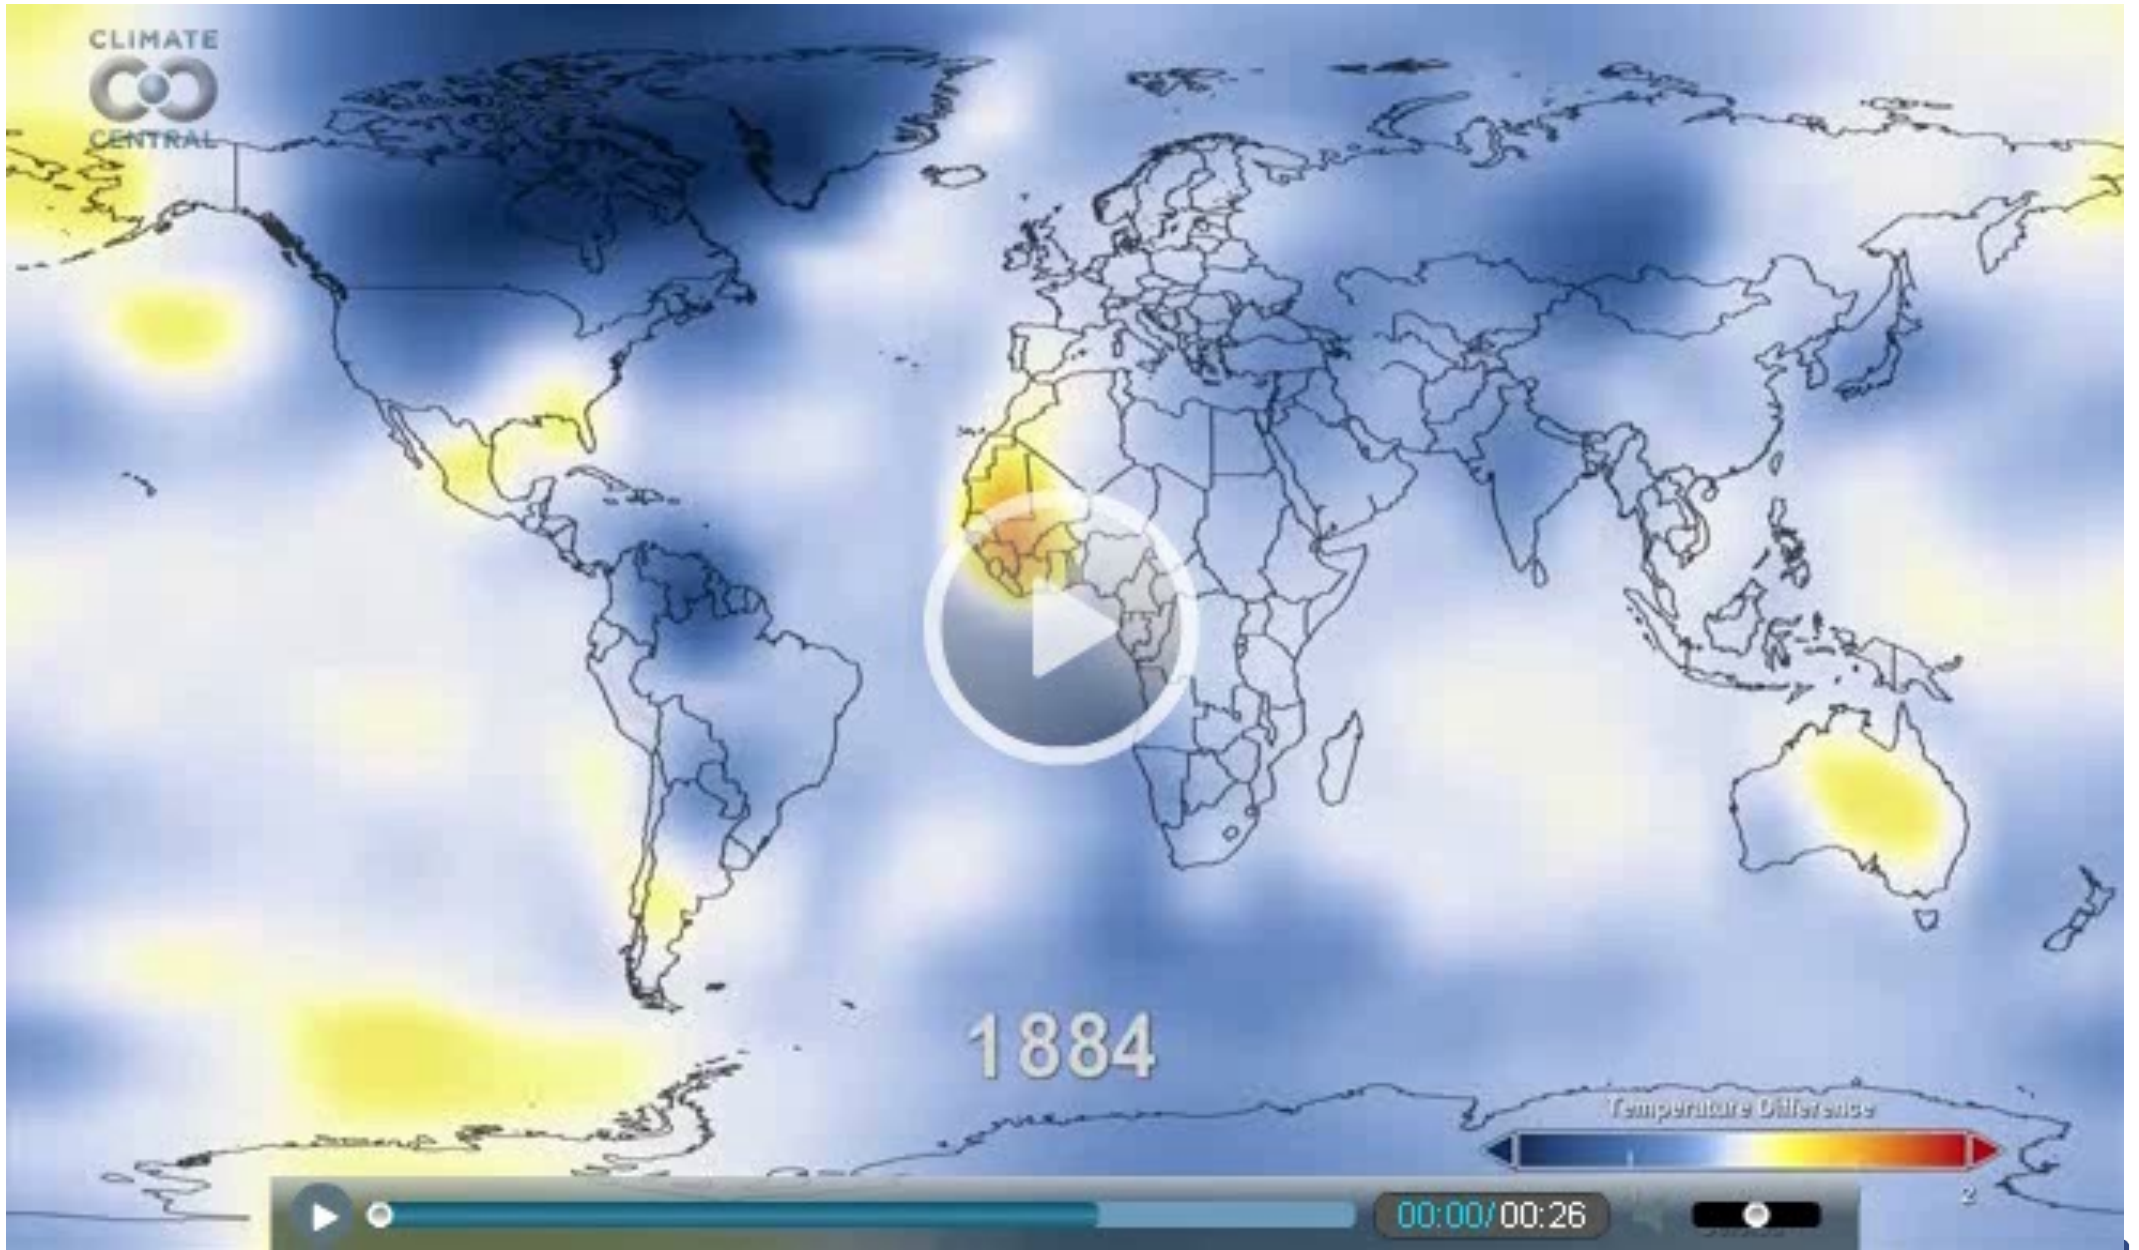 CLIMATE
CENTRAL
1884
Temperature Difference
2
00:00/00:26